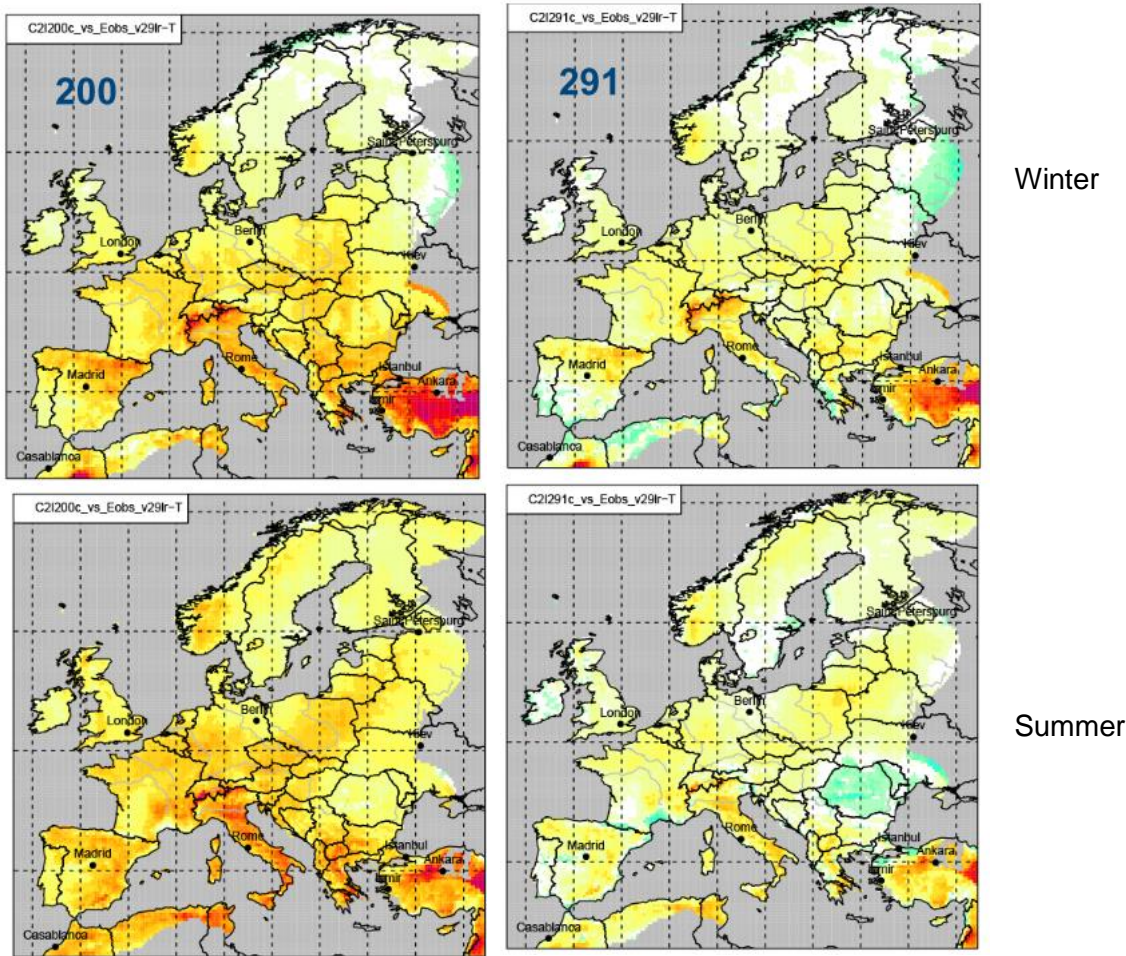 C2I200c_vs_Eobs_v29lr-T
200
Saint Petersburg
Berlin
London
Kiev
Rome
Madrid
Istanbul
Ankara
Izmir
Casablanca
C2I291c_vs_Eobs_v29lr-T
291
Saint Petersburg
Berlin
London
Kiev
Rome
Madrid
Istanbul
Ankara
Izmir
Casablanca
Winter
C2I200c_vs_Eobs_v29lr-T
Saint Petersburg
Berlin
London
Kiev
Rome
Madrid
Istanbul
Ankara
Izmir
Casablanca
C2I291c_vs_Eobs_v29lr-T
Saint Petersburg
Berlin
London
Kiev
Rome
Madrid
Istanbul
Ankara
Izmir
Casablanca
Summer